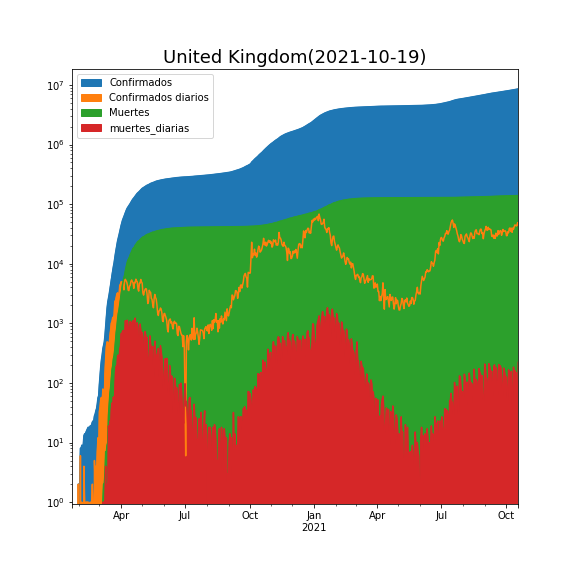 United Kingdom(2021-10-19)
Confirmados
Confirmados diarios
Muertes
muertes_diarias
10⁷
10⁶
10⁵
10⁴
10³
10²
10¹
10⁰
Apr Jul Oct Jan Apr Jul Oct
2021